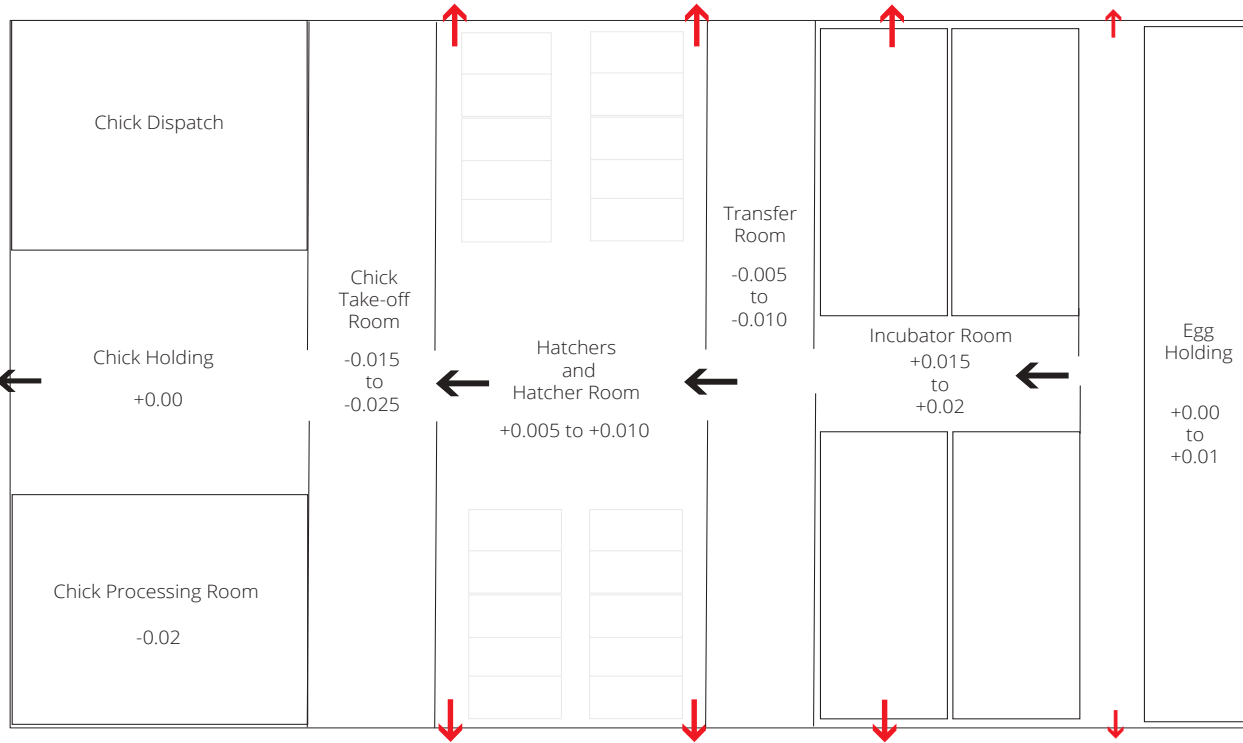 Chick Dispatch
Chick Holding
+0.00
Chick Processing Room
-0.02
Chick
Take-off
Room
-0.015
to
-0.025
Hatchers
and
Hatcher Room
+0.005 to +0.010
Transfer
Room
-0.005
to
-0.010
Incubator Room
+0.015
to
+0.02
Egg
Holding
+0.00
to
+0.01